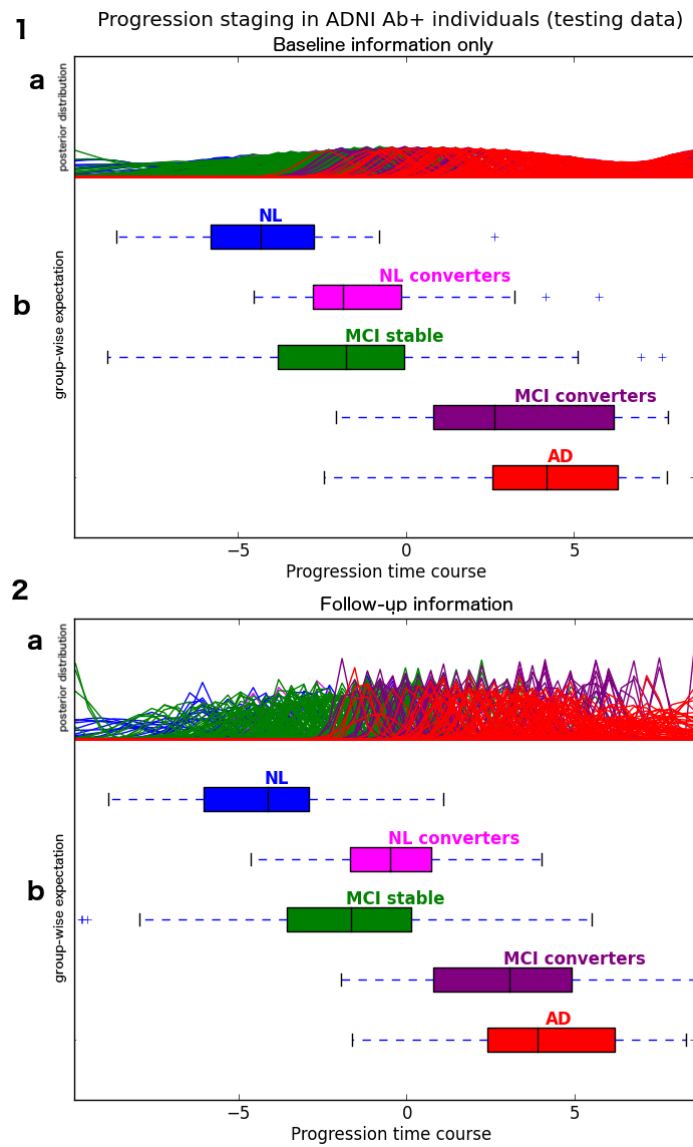 1
Progression staging in ADNI Ab+ individuals (testing data)
Baseline information only
a
posterior distribution
b
group-wise expectation
NL
NL converters
MCI stable
MCI converters
AD
−5 0 5
Progression time course
2
Follow-up information
a
posterior distribution
b
group-wise expectation
NL
NL converters
MCI stable
MCI converters
AD
−5 0 5
Progression time course